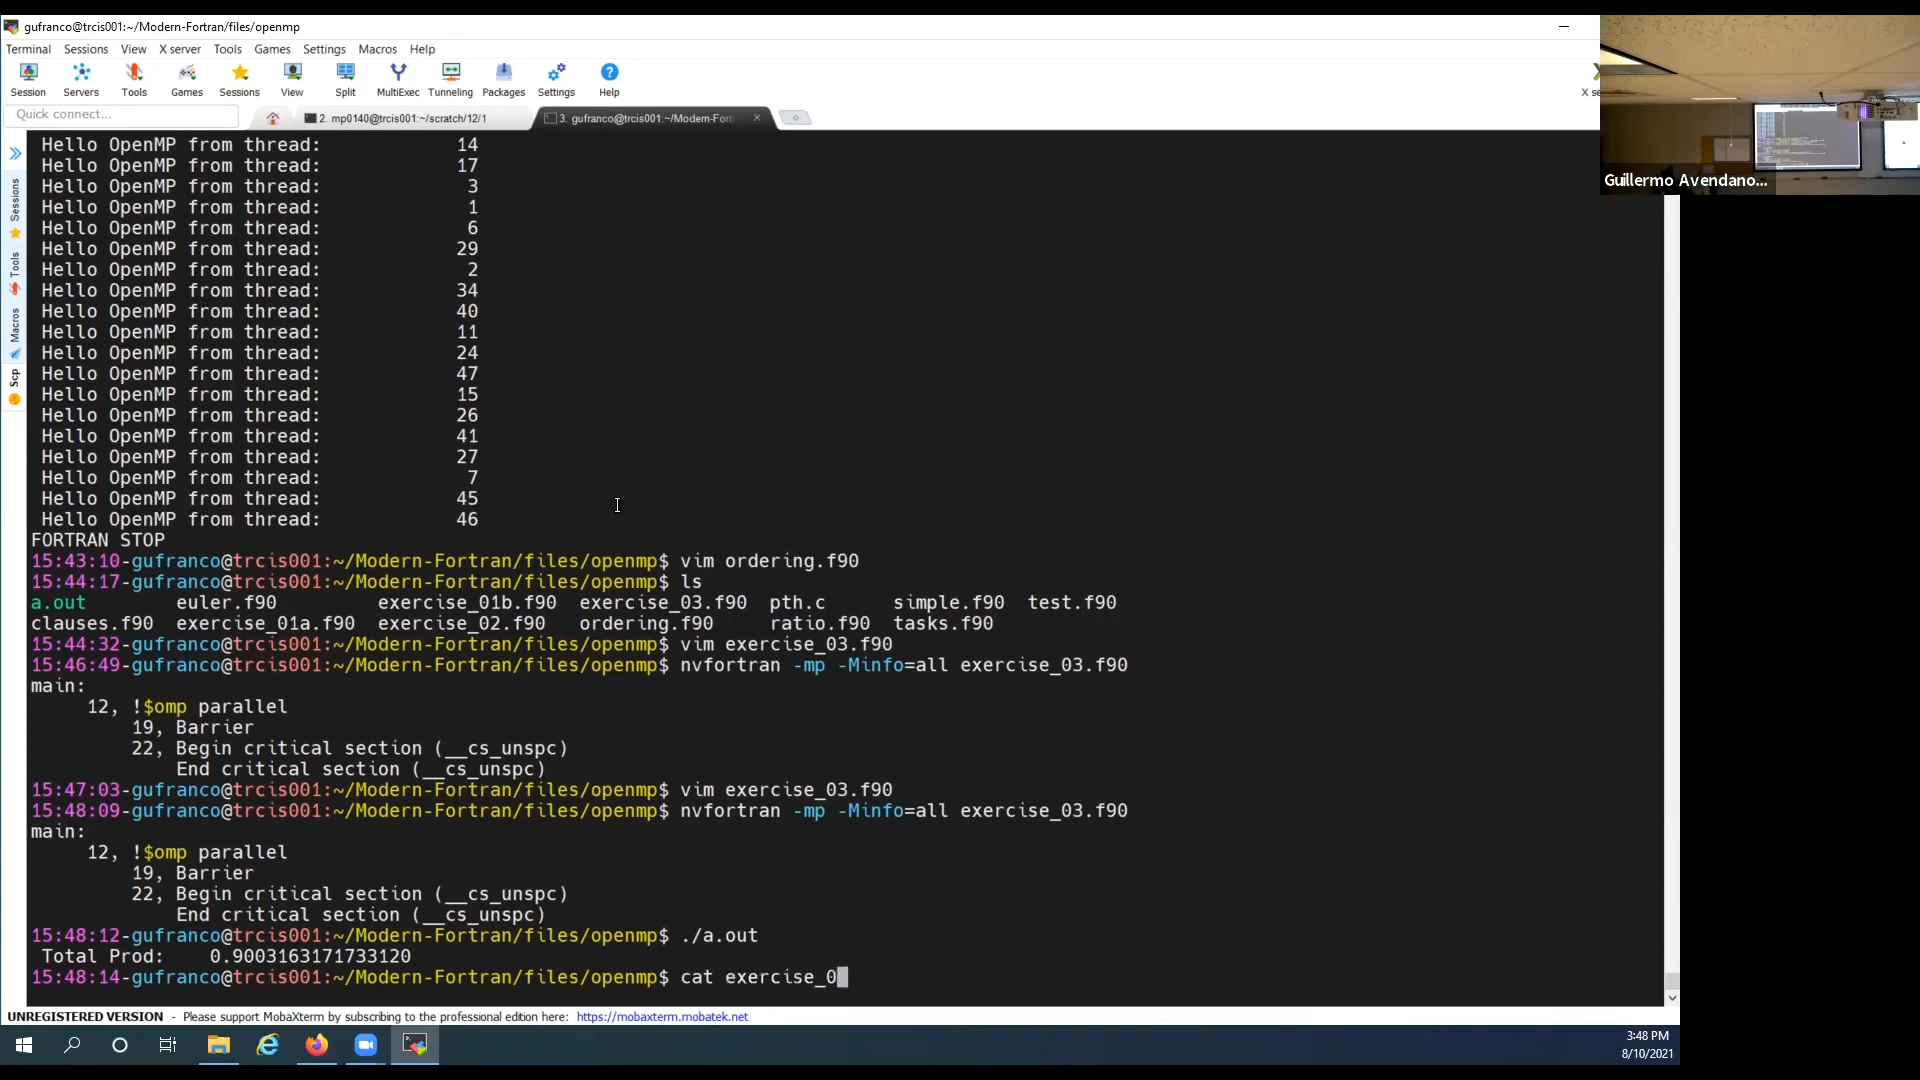 gufranco@trcis001:~/Modern-Fortran/files/openmp
Terminal Sessions View X server Tools Games Settings Macros Help
Session Servers Tools Games Sessions View Split MultiExec Tunneling Packages Settings Help
X se
Quick connect...
2. mp0140@trcis001:~/scratch/12/1
3. gufranco@trcis001:~/Modern-Fort
Guillermo Avendano...
Sessions
Tools
Macros
Scp
Hello OpenMP from thread: 14
Hello OpenMP from thread: 17
Hello OpenMP from thread: 3
Hello OpenMP from thread: 1
Hello OpenMP from thread: 6
Hello OpenMP from thread: 29
Hello OpenMP from thread: 2
Hello OpenMP from thread: 34
Hello OpenMP from thread: 40
Hello OpenMP from thread: 11
Hello OpenMP from thread: 24
Hello OpenMP from thread: 47
Hello OpenMP from thread: 15
Hello OpenMP from thread: 26
Hello OpenMP from thread: 41
Hello OpenMP from thread: 27
Hello OpenMP from thread: 7
Hello OpenMP from thread: 45
Hello OpenMP from thread: 46
FORTRAN STOP
15:43:10-gufranco@trcis001:~/Modern-Fortran/files/openmp$ vim ordering.f90
15:44:17-gufranco@trcis001:~/Modern-Fortran/files/openmp$ ls
a.out euler.f90 exercise_01b.f90 exercise_03.f90 pth.c simple.f90 test.f90
clauses.f90 exercise_01a.f90 exercise_02.f90 ordering.f90 ratio.f90 tasks.f90
15:44:32-gufranco@trcis001:~/Modern-Fortran/files/openmp$ vim exercise_03.f90
15:46:49-gufranco@trcis001:~/Modern-Fortran/files/openmp$ nvfortran -mp -Minfo=all exercise_03.f90
main:
12, !$omp parallel
19, Barrier
22, Begin critical section (__cs_unspc)
End critical section (__cs_unspc)
15:47:03-gufranco@trcis001:~/Modern-Fortran/files/openmp$ vim exercise_03.f90
15:48:09-gufranco@trcis001:~/Modern-Fortran/files/openmp$ nvfortran -mp -Minfo=all exercise_03.f90
main:
12, !$omp parallel
19, Barrier
22, Begin critical section (__cs_unspc)
End critical section (__cs_unspc)
15:48:12-gufranco@trcis001:~/Modern-Fortran/files/openmp$ ./a.out
Total Prod: 0.9003163171733120
15:48:14-gufranco@trcis001:~/Modern-Fortran/files/openmp$ cat exercise_0
UNREGISTERED VERSION - Please support MobaXterm by subscribing to the professional edition here: https://mobaxterm.mobatek.net
3:48 PM
8/10/2021